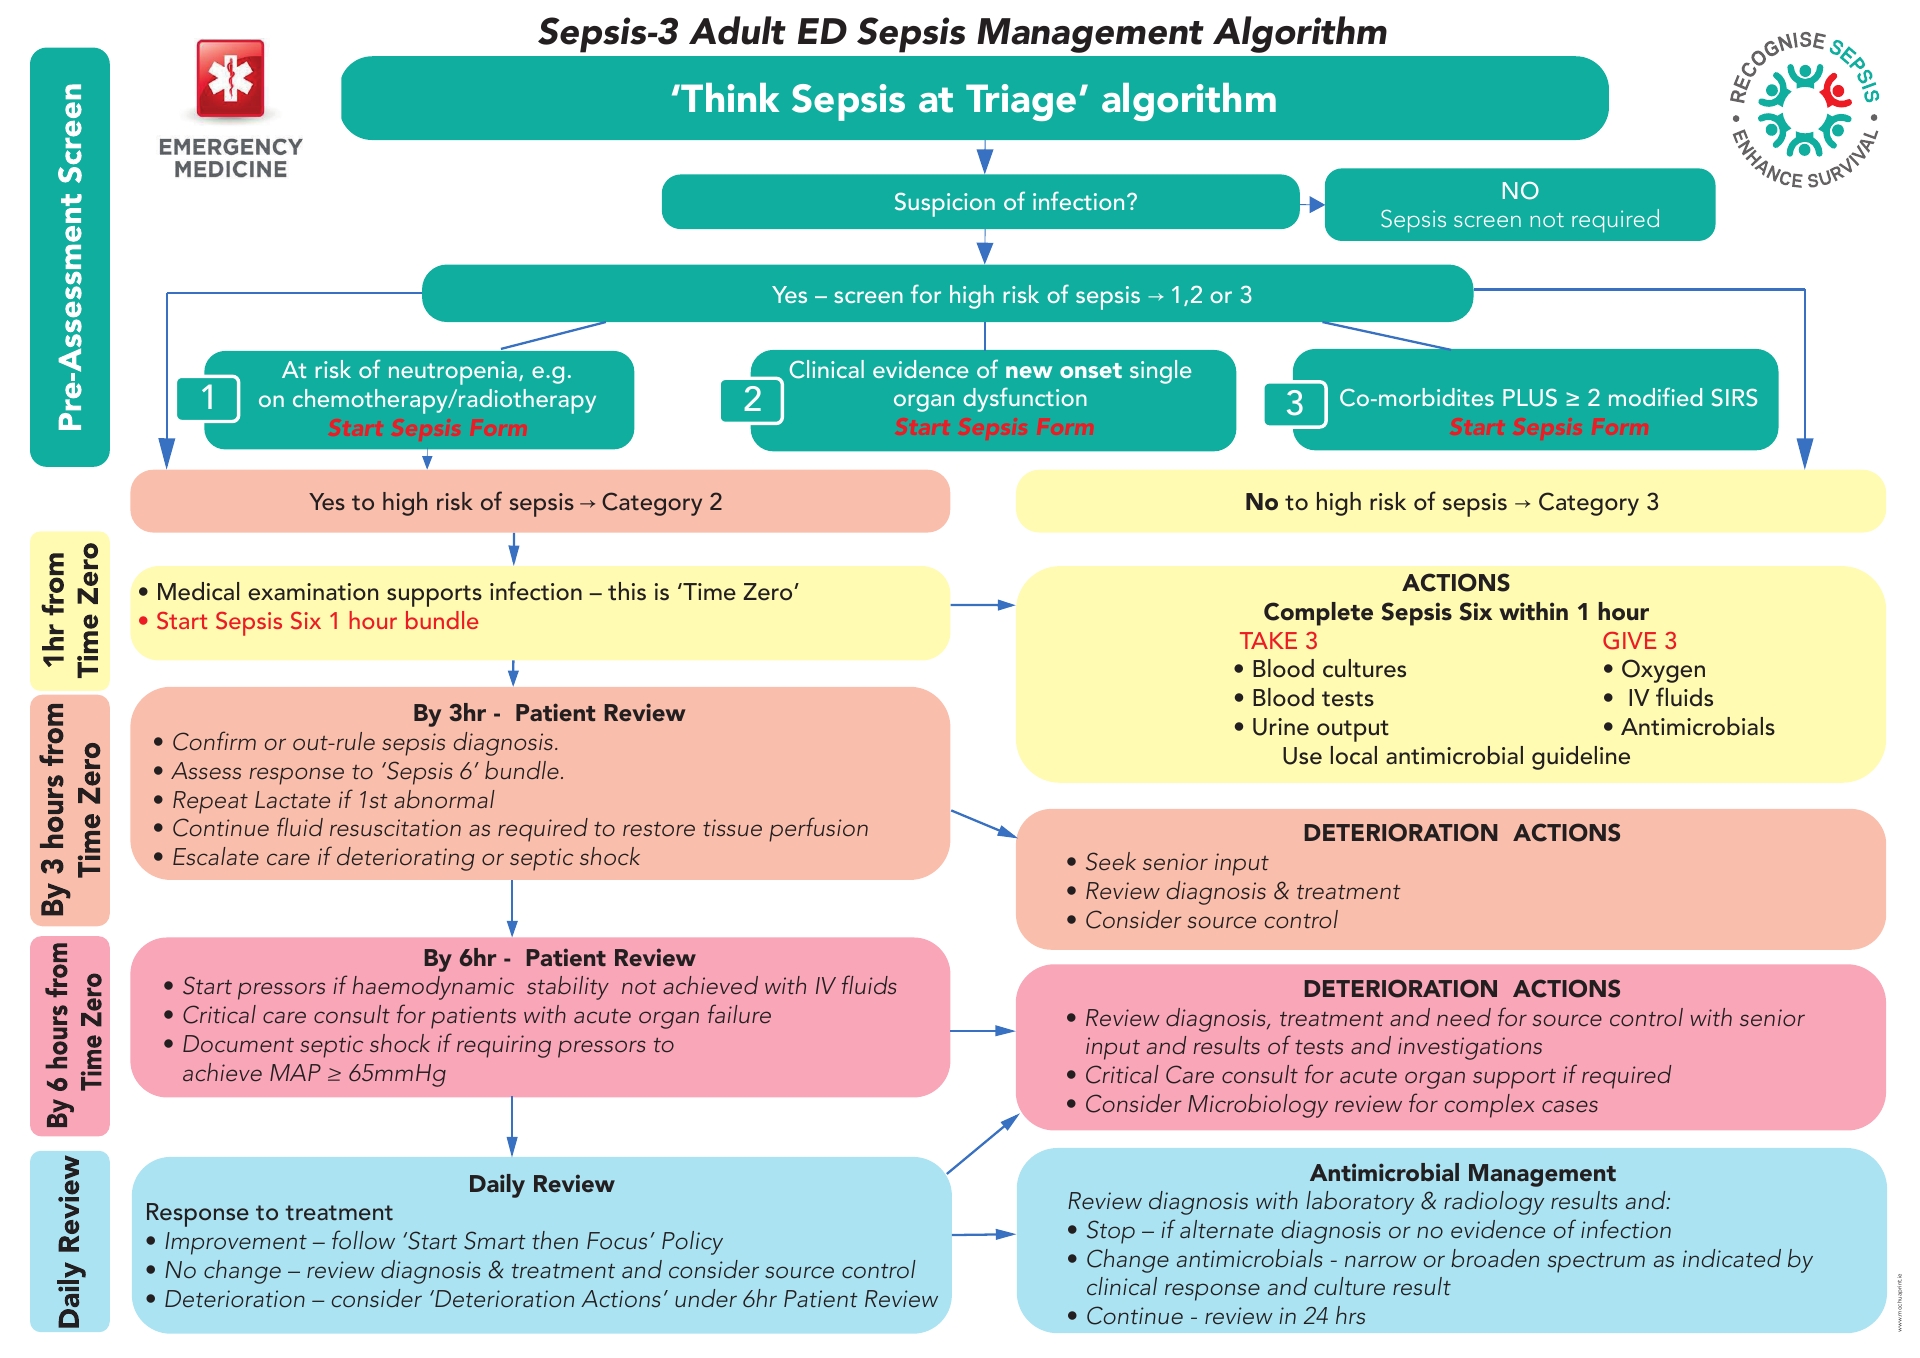 Sepsis-3 Adult ED Sepsis Management Algorithm
EMERGENCY
MEDICINE
RECOGNISE SEPSIS
• ENHANCE SURVIVAL •
'Think Sepsis at Triage' algorithm
Pre-Assessment Screen
Suspicion of infection?
NO
Sepsis screen not required
Yes – screen for high risk of sepsis → 1,2 or 3
1
At risk of neutropenia, e.g.
on chemotherapy/radiotherapy
Start Sepsis Form
2
Clinical evidence of new onset single
organ dysfunction
Start Sepsis Form
3
Co-morbidites PLUS ≥ 2 modified SIRS
Start Sepsis Form
Yes to high risk of sepsis → Category 2
No to high risk of sepsis → Category 3
1hr from
Time Zero
• Medical examination supports infection – this is 'Time Zero'
• Start Sepsis Six 1 hour bundle
ACTIONS
Complete Sepsis Six within 1 hour
TAKE 3
• Blood cultures
• Blood tests
• Urine output
GIVE 3
• Oxygen
• IV fluids
• Antimicrobials
Use local antimicrobial guideline
By 3 hours from
Time Zero
By 3hr - Patient Review
• Confirm or out-rule sepsis diagnosis.
• Assess response to 'Sepsis 6' bundle.
• Repeat Lactate if 1st abnormal
• Continue fluid resuscitation as required to restore tissue perfusion
• Escalate care if deteriorating or septic shock
DETERIORATION ACTIONS
• Seek senior input
• Review diagnosis & treatment
• Consider source control
By 6 hours from
Time Zero
By 6hr - Patient Review
• Start pressors if haemodynamic stability not achieved with IV fluids
• Critical care consult for patients with acute organ failure
• Document septic shock if requiring pressors to
achieve MAP ≥ 65mmHg
DETERIORATION ACTIONS
• Review diagnosis, treatment and need for source control with senior
input and results of tests and investigations
• Critical Care consult for acute organ support if required
• Consider Microbiology review for complex cases
Daily Review
Daily Review
Response to treatment
• Improvement – follow 'Start Smart then Focus' Policy
• No change – review diagnosis & treatment and consider source control
• Deterioration – consider 'Deterioration Actions' under 6hr Patient Review
Antimicrobial Management
Review diagnosis with laboratory & radiology results and:
• Stop – if alternate diagnosis or no evidence of infection
• Change antimicrobials - narrow or broaden spectrum as indicated by
clinical response and culture result
• Continue - review in 24 hrs
www.mochuaprint.ie